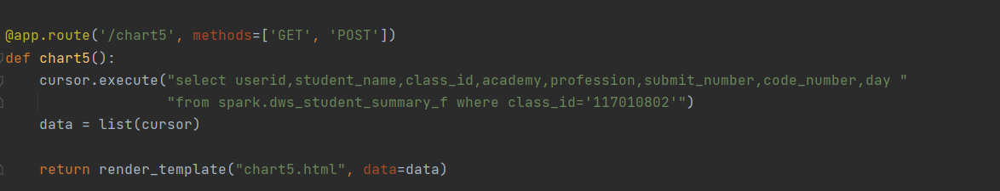 @app.route('/chart5', methods=['GET', 'POST'])
def chart5():
    cursor.execute("select userid,student_name,class_id,academy,profession,submit_number,code_number,day "
                   "from spark.dws_student_summary_f where class_id='117010802'")
    data = list(cursor)
    return render_template("chart5.html", data=data)